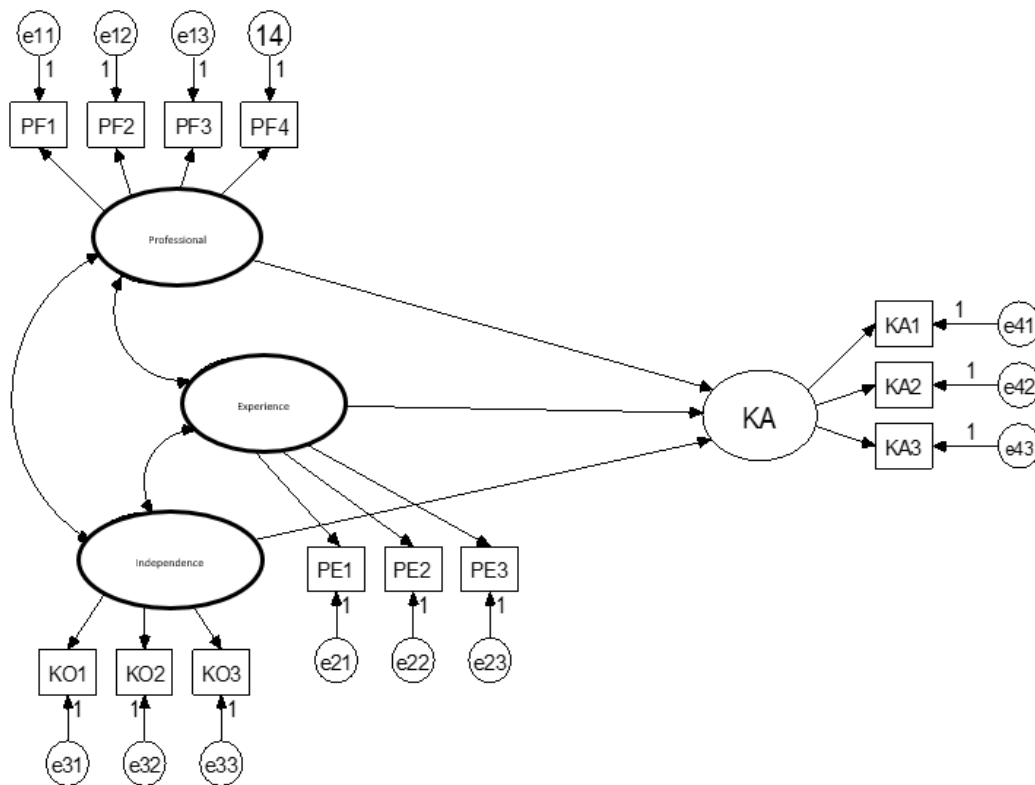 e11
e12
e13
14
1
1
1
1
PF1
PF2
PF3
PF4
Professional
Experience
Independence
KA
KA1
1
e41
KA2
1
e42
KA3
1
e43
PE1
PE2
PE3
1
1
1
e21
e22
e23
KO1
KO2
KO3
1
1
1
e31
e32
e33